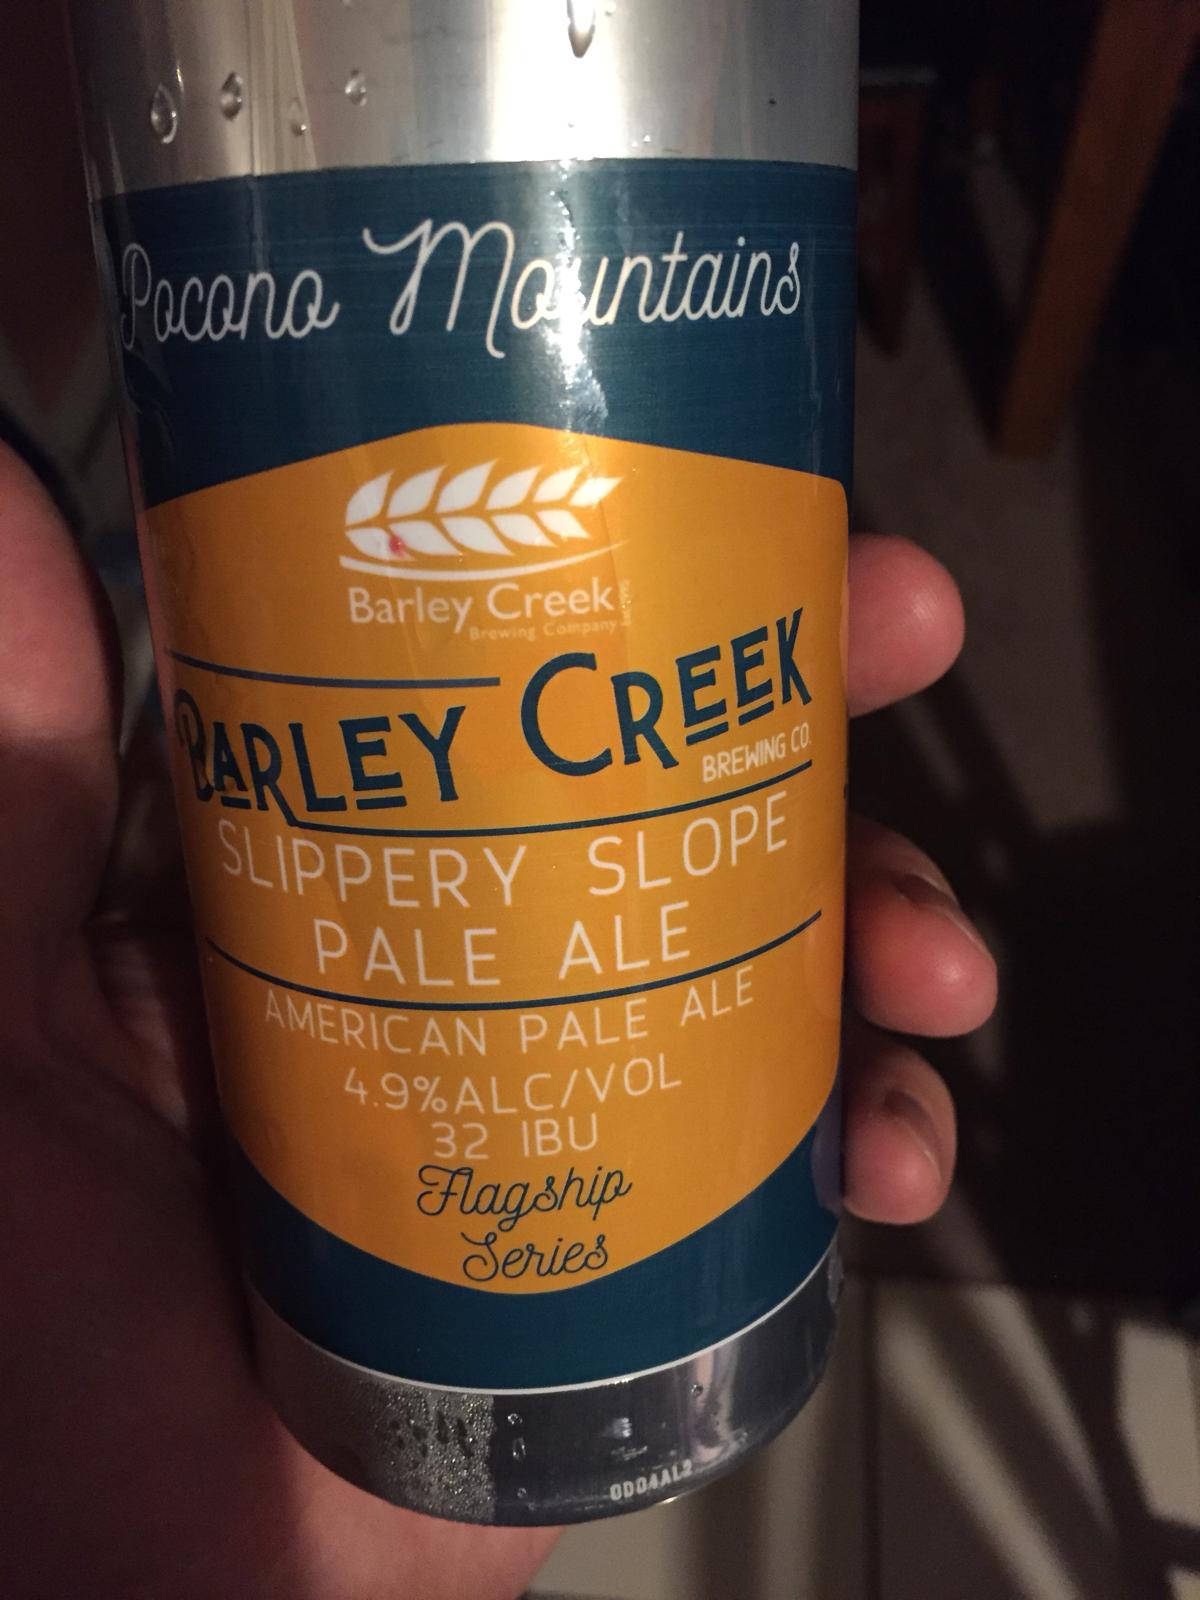 Pocono Mountains
Barley Creek
Brewing Company
BARLEY CREEK
BREWING CO.
SLIPPERY SLOPE
PALE ALE
AMERICAN PALE ALE
4.9%ALC/VOL
32 IBU
Flagship
Series
0D04AL2